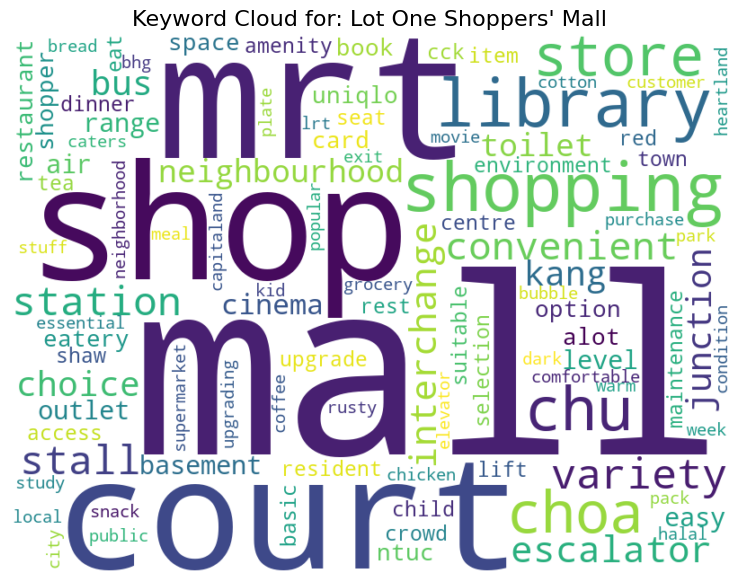 Keyword Cloud for: Lot One Shoppers' Mall
restaurant
bread
bhg
eat
space
amenity
book
cck
item
store
heartland
shopper
bus
mrt
library
cotton
customer
dinner
plate
uniqlo
lrt
seat
movie
red
range
card
toilet
caters
exit
environment
town
air
neighbourhood
tea
shop
shopping
neighborhood
meal
capitaland
popular
centre
purchase
park
stuff
interchange
convenient
junction
kid
grocery
kang
station
cinema
rest
bubble
option
condition
essential
mall
suitable
selection
alot
maintenance
eatery
shaw
supermarket
upgrading
upgrade
coffee
dark
level
comfortable
warm
choice
rusty
elevator
chu
outlet
access
week
stall
basement
resident
chicken
lift
variety
study
court
basic
child
choa
pack
easy
local
snack
city
public
crowd
ntuc
escalator
halal